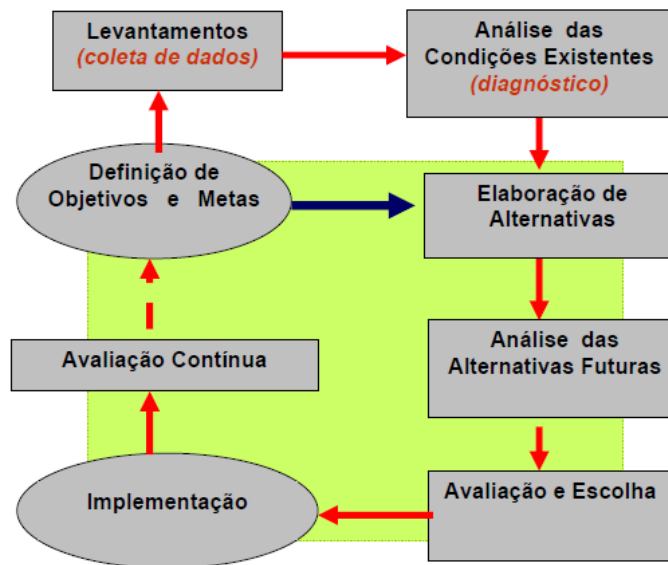 Levantamentos
(coleta de dados)
Análise das
Condições Existentes
(diagnóstico)
Definição de
Objetivos e Metas
Elaboração de
Alternativas
Análise das
Alternativas Futuras
Avaliação Contínua
Avaliação e Escolha
Implementação